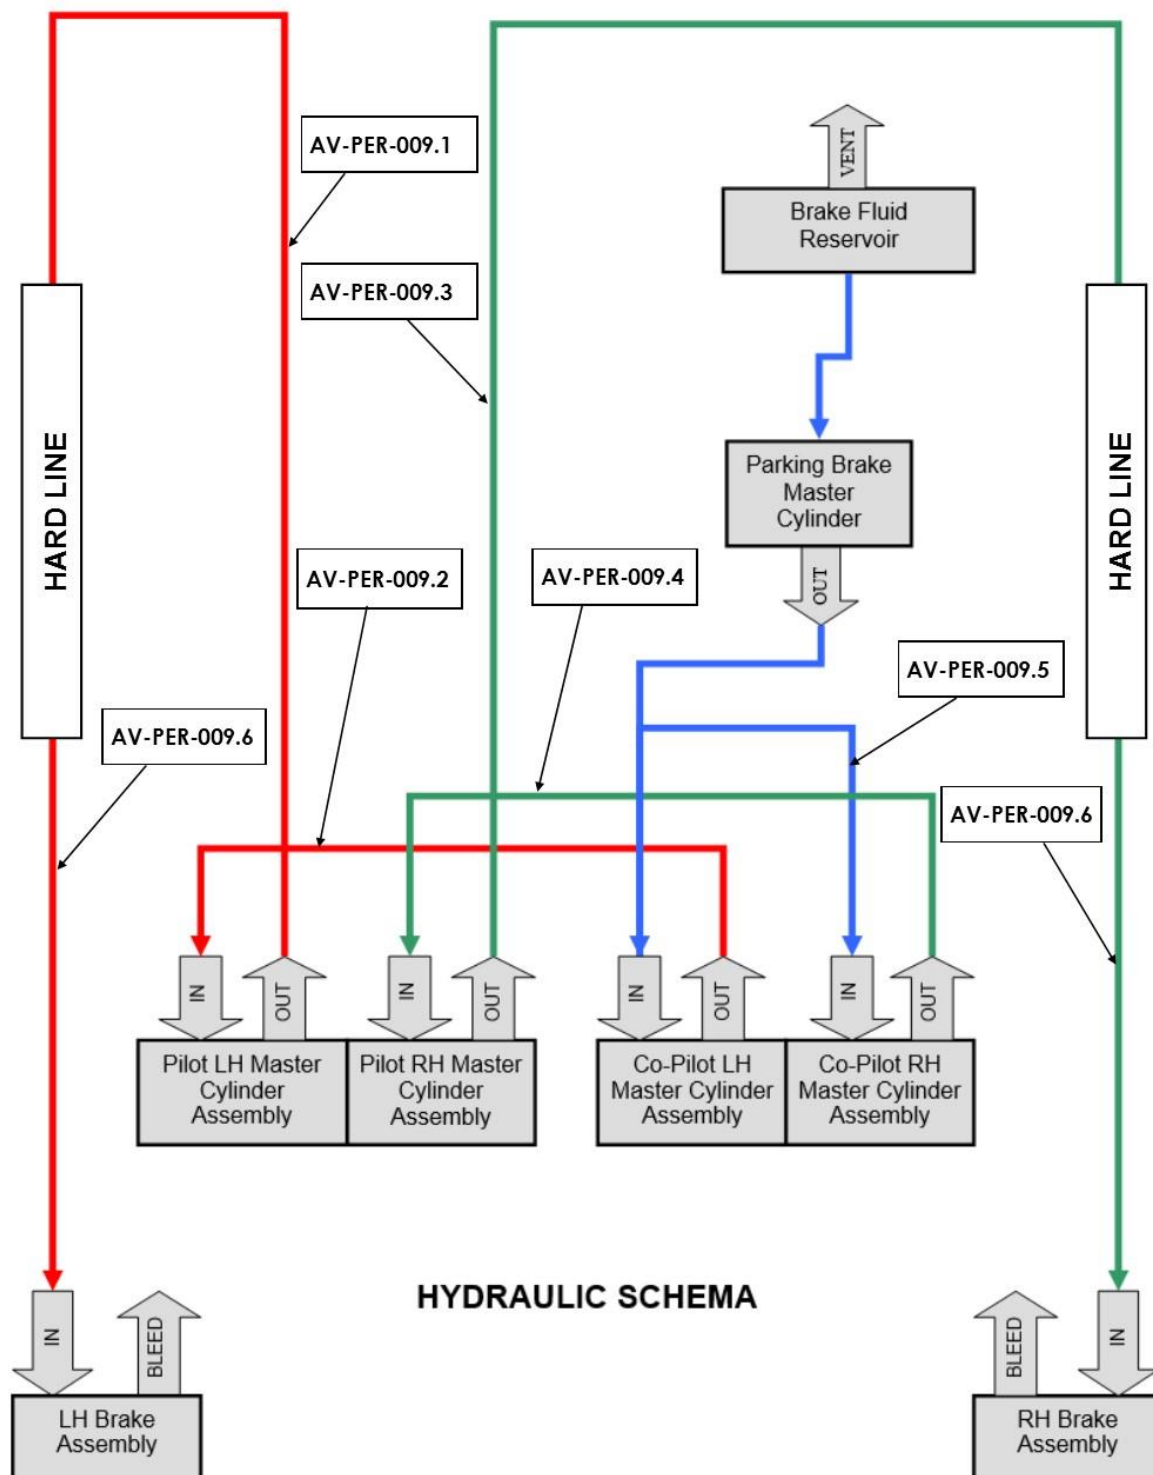 AV-PER-009.1
VENT
Brake Fluid
Reservoir
AV-PER-009.3
HARD LINE
HARD LINE
Parking Brake
Master
Cylinder
OUT
AV-PER-009.2
AV-PER-009.4
AV-PER-009.5
AV-PER-009.6
AV-PER-009.6
IN
OUT
IN
OUT
IN
OUT
IN
OUT
Pilot LH Master
Cylinder
Assembly
Pilot RH Master
Cylinder
Assembly
Co-Pilot LH
Master Cylinder
Assembly
Co-Pilot RH
Master Cylinder
Assembly
HYDRAULIC SCHEMA
IN
BLEED
BLEED
IN
LH Brake
Assembly
RH Brake
Assembly